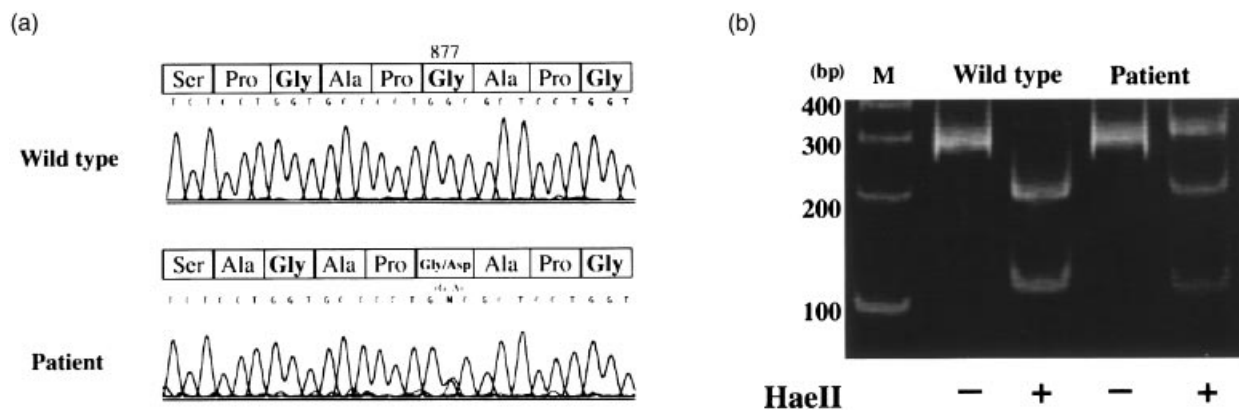 (a)
877
Ser Pro Gly Ala Pro Gly Ala Pro Gly
T C T C C T G G T G C C C C T G G C G C T C C T G G T
Wild type
Ser Ala Gly Ala Pro Gly/Asp Ala Pro Gly
Patient
(b)
(bp) M Wild type Patient
400
300
200
100
HaeII − + − +